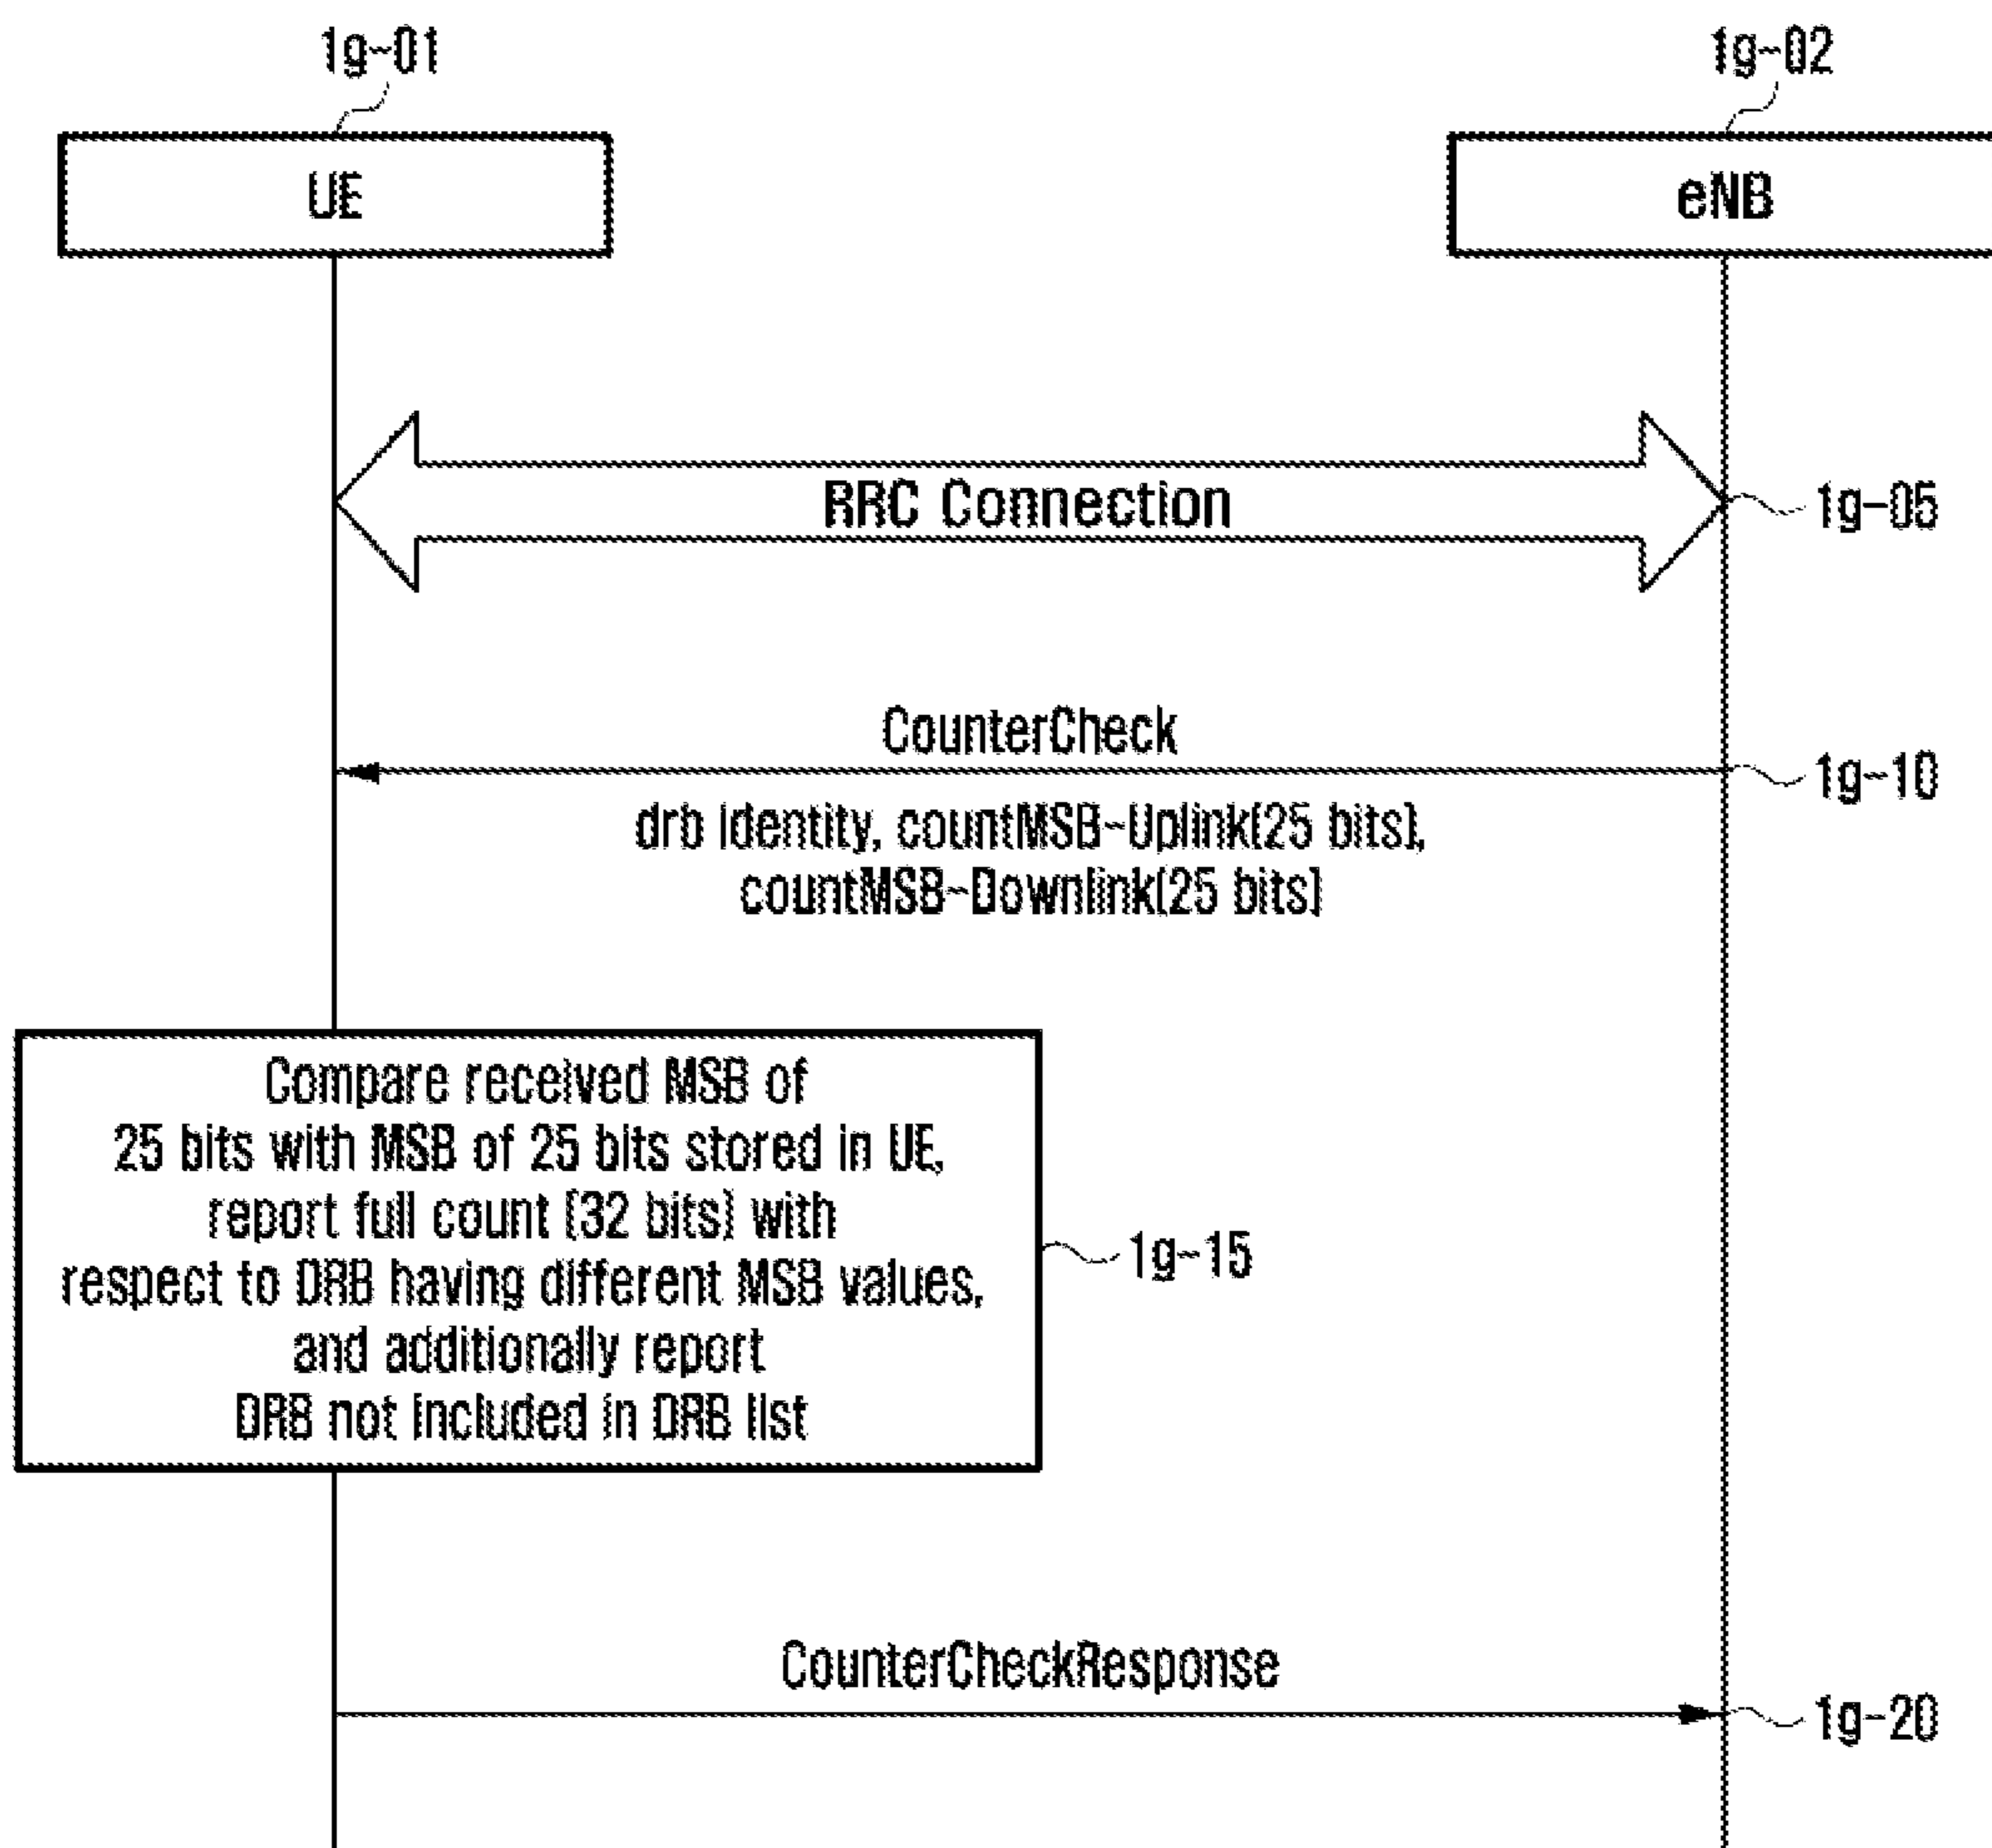 1g-01
1g-02
UE
eNB
RRC Connection
1g-05
CounterCheck
1g-10
drb identity, countMSB-Uplink(25 bits),
countMSB-Downlink(25 bits)
Compare received MSB of
25 bits with MSB of 25 bits stored in UE,
report full count (32 bits) with
respect to DRB having different MSB values,
and additionally report
DRB not included in DRB list
1g-15
CounterCheckResponse
1g-20